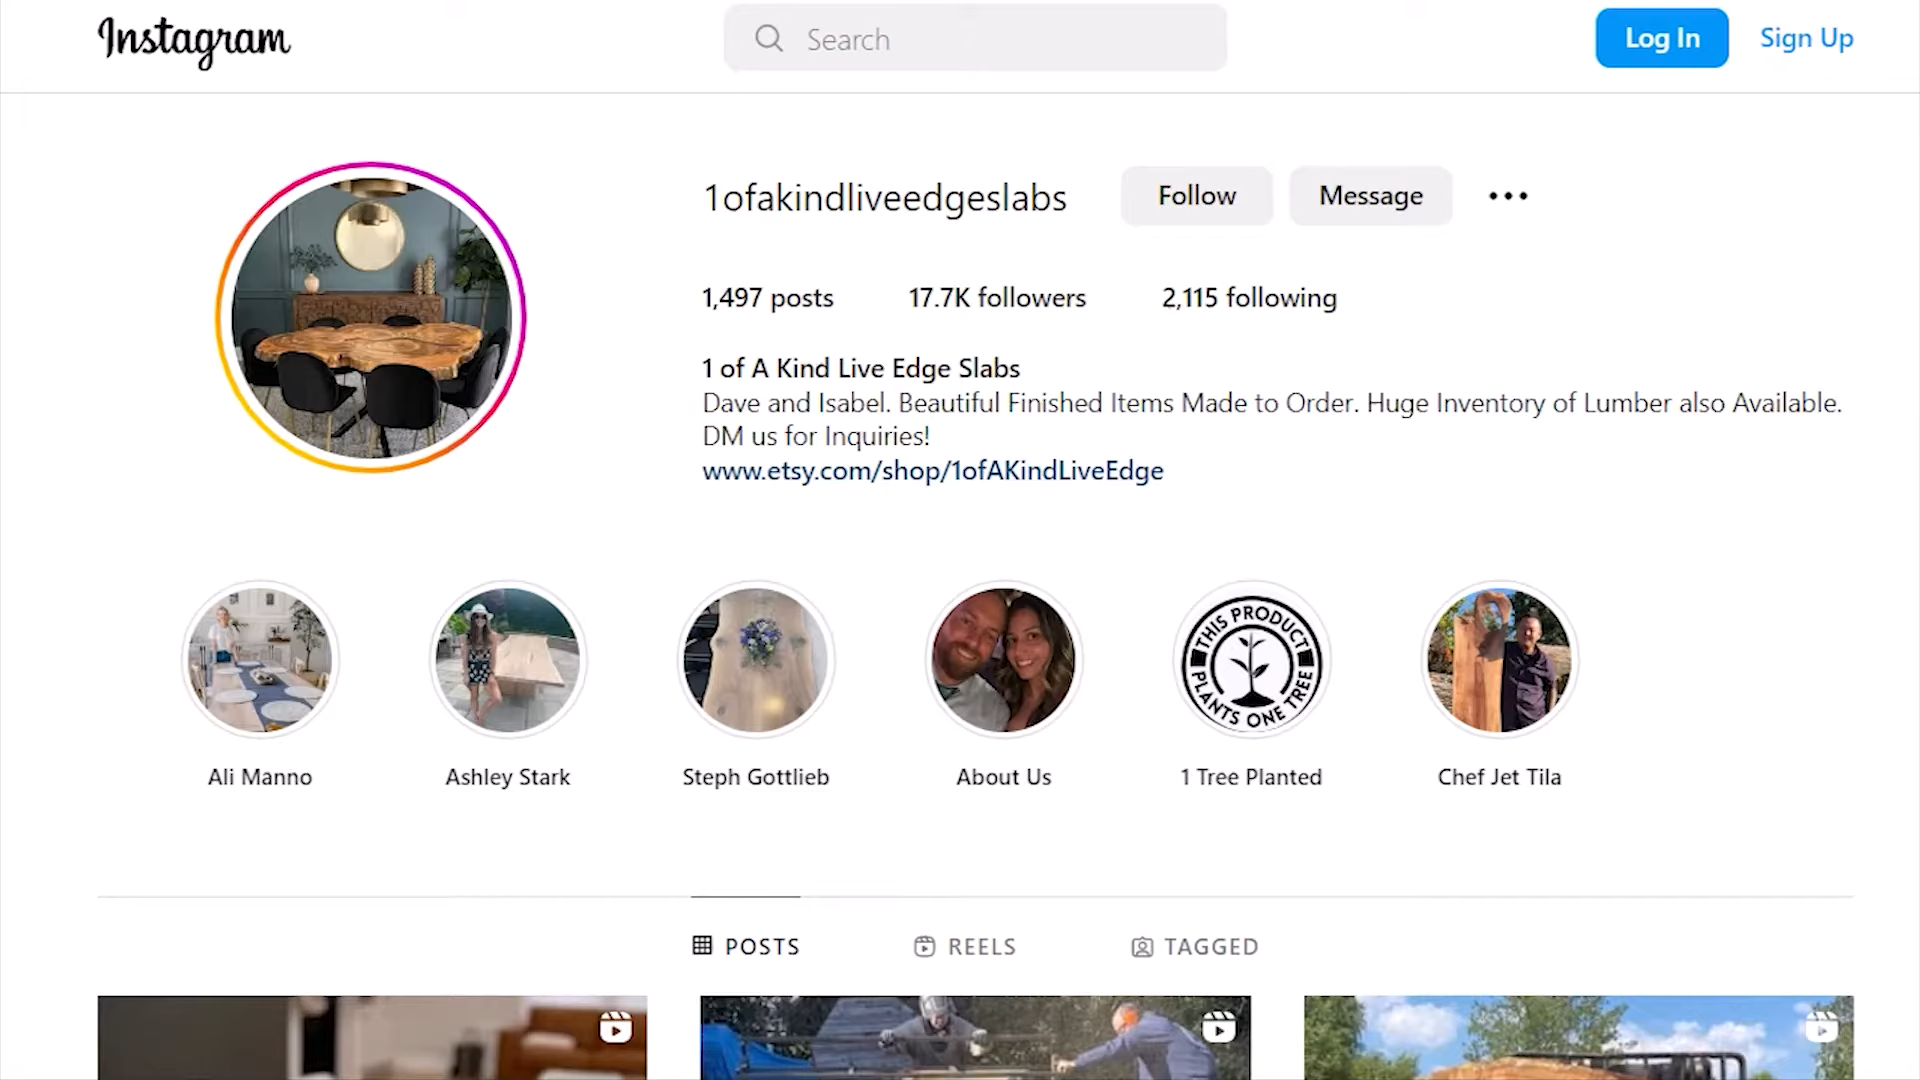 Instagram
Search
Log In
Sign Up
1ofakindliveedgeslabs
Follow
Message
1,497 posts
17.7K followers
2,115 following
1 of A Kind Live Edge Slabs
Dave and Isabel. Beautiful Finished Items Made to Order. Huge Inventory of Lumber also Available.
DM us for Inquiries!
www.etsy.com/shop/1ofAKindLiveEdge
THIS PRODUCT
PLANTS ONE TREE
Ali Manno
Ashley Stark
Steph Gottlieb
About Us
1 Tree Planted
Chef Jet Tila
POSTS
REELS
TAGGED